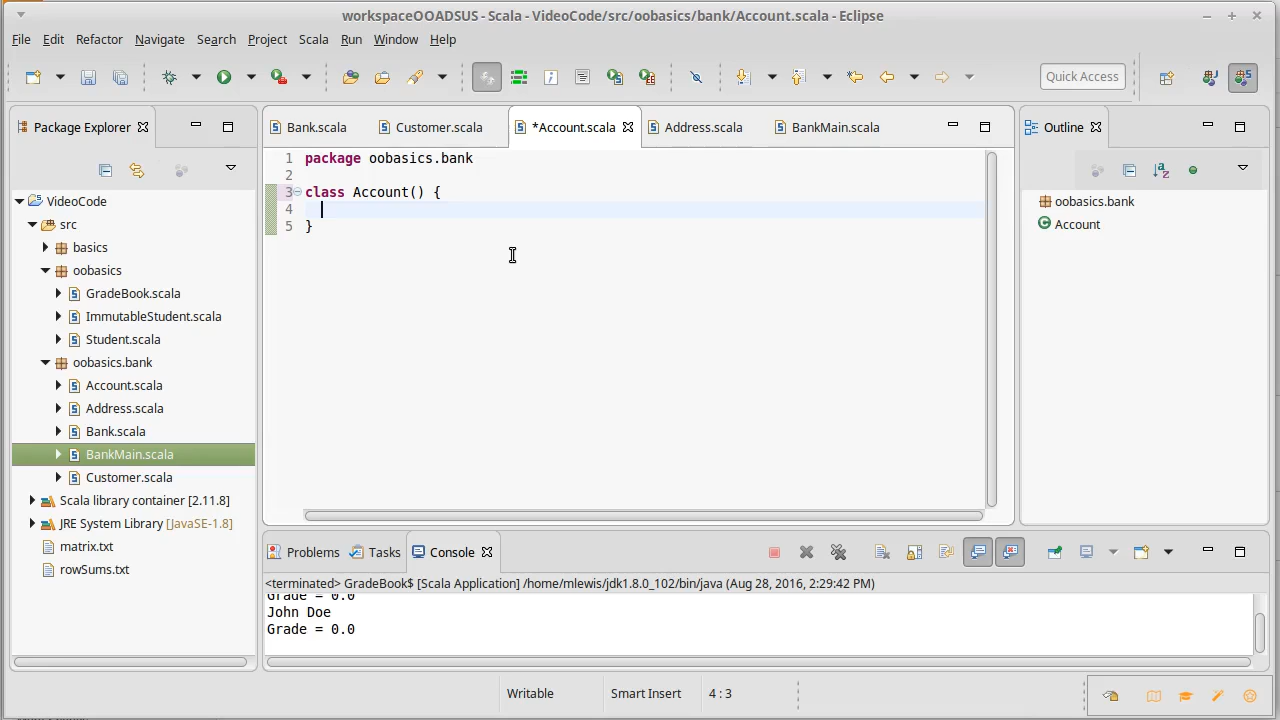 workspaceOOADSUS - Scala - VideoCode/src/oobasics/bank/Account.scala - Eclipse
File Edit Refactor Navigate Search Project Scala Run Window Help
Quick Access
Package Explorer
VideoCode
src
basics
oobasics
GradeBook.scala
ImmutableStudent.scala
Student.scala
oobasics.bank
Account.scala
Address.scala
Bank.scala
BankMain.scala
Customer.scala
Scala library container [2.11.8]
JRE System Library [JavaSE-1.8]
matrix.txt
rowSums.txt
Bank.scala Customer.scala *Account.scala Address.scala BankMain.scala
1 package oobasics.bank
2
3 class Account() {
4
5 }
Outline
oobasics.bank
Account
Problems Tasks Console
<terminated> GradeBook$ [Scala Application] /home/mlewis/jdk1.8.0_102/bin/java (Aug 28, 2016, 2:29:42 PM)
Grade = 0.0
John Doe
Grade = 0.0
Writable Smart Insert 4 : 3